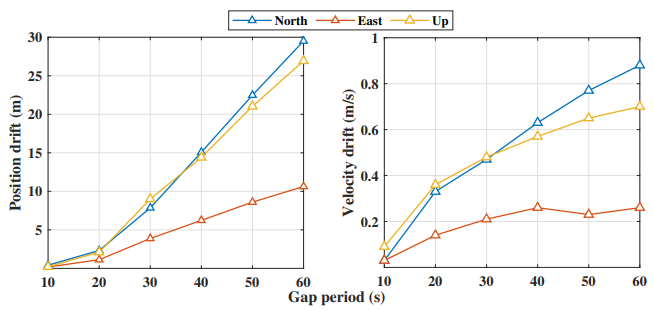 North East Up
30
25
20
15
10
5
10 20 30 40 50 60
Position drift (m)
1
0.8
0.6
0.4
0.2
10 20 30 40 50 60
Velocity drift (m/s)
Gap period (s)